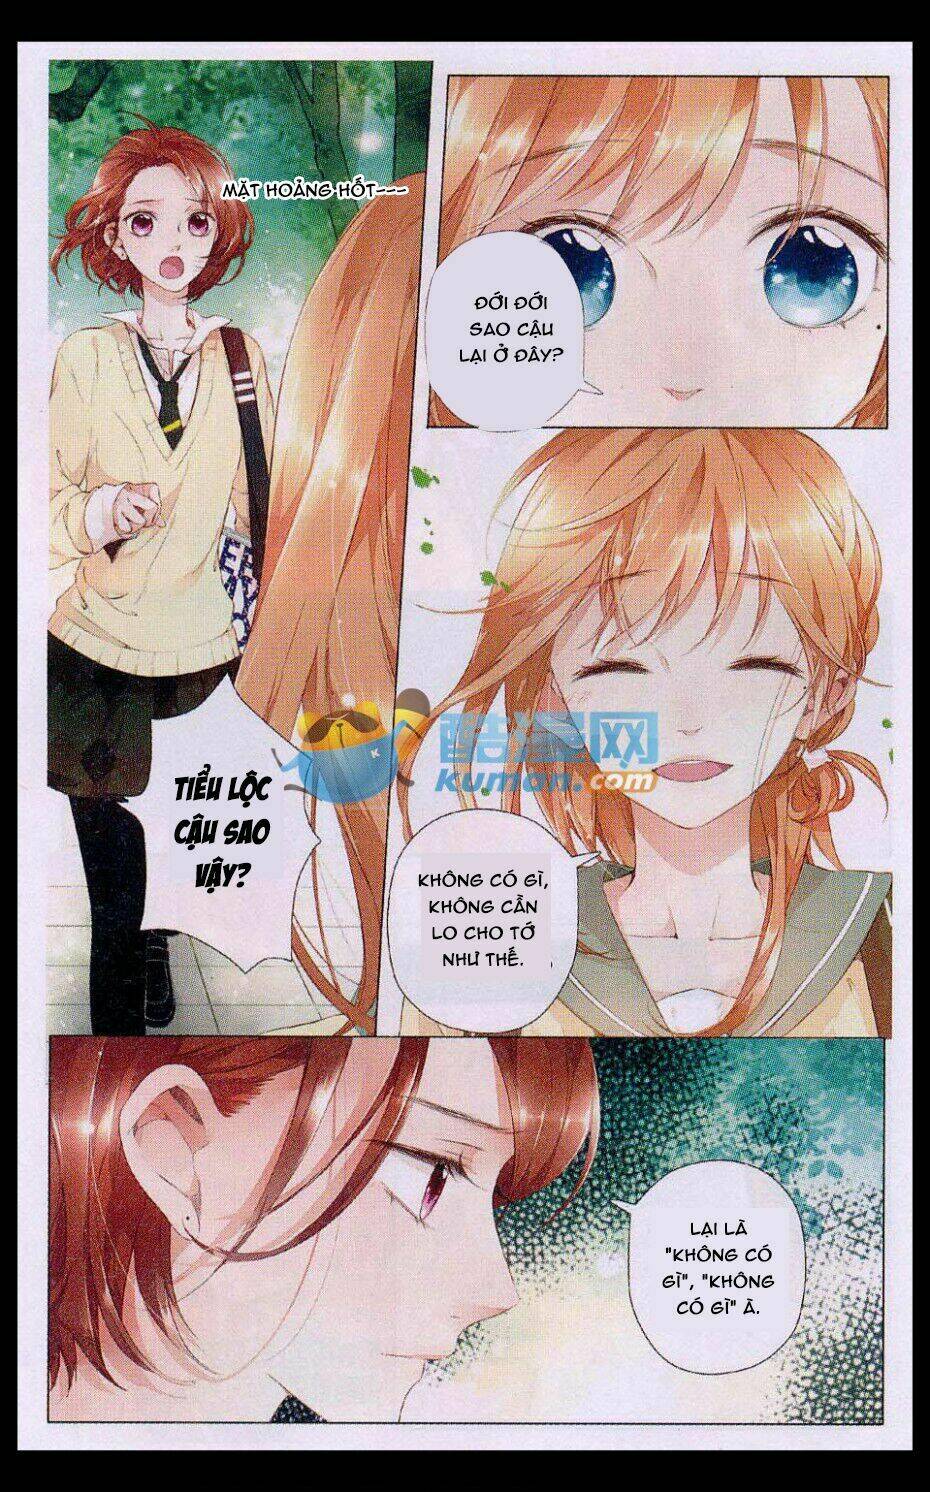 MẶT HOẢNG HỐT---
ĐỚI ĐỚI
SAO CẬU
LẠI Ở ĐÂY?
TIỂU LỘC
CẬU SAO
VẬY?
酷漫网
kuman.com
KHÔNG CÓ GÌ,
KHÔNG CẦN
LO CHO TỚ
NHƯ THẾ.
LẠI LÀ
"KHÔNG CÓ
GÌ", "KHÔNG
CÓ GÌ" À.